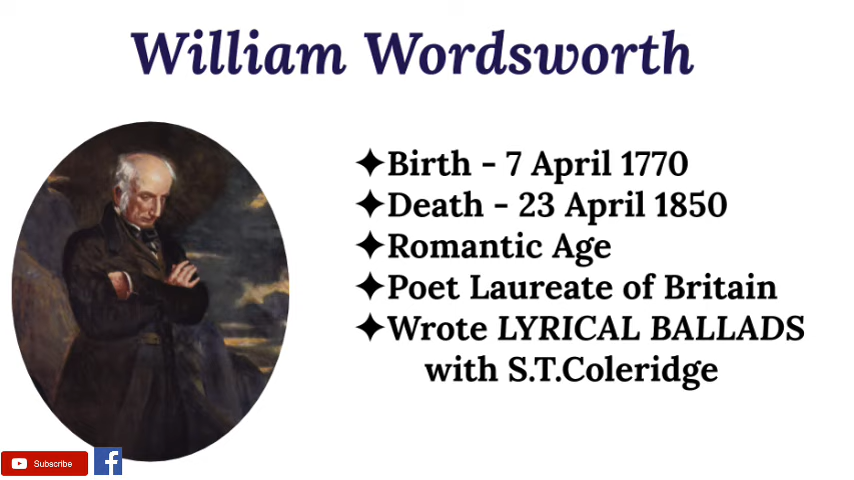 William Wordsworth
✦Birth - 7 April 1770
✦Death - 23 April 1850
✦Romantic Age
✦Poet Laureate of Britain
✦Wrote LYRICAL BALLADS
with S.T.Coleridge
Subscribe